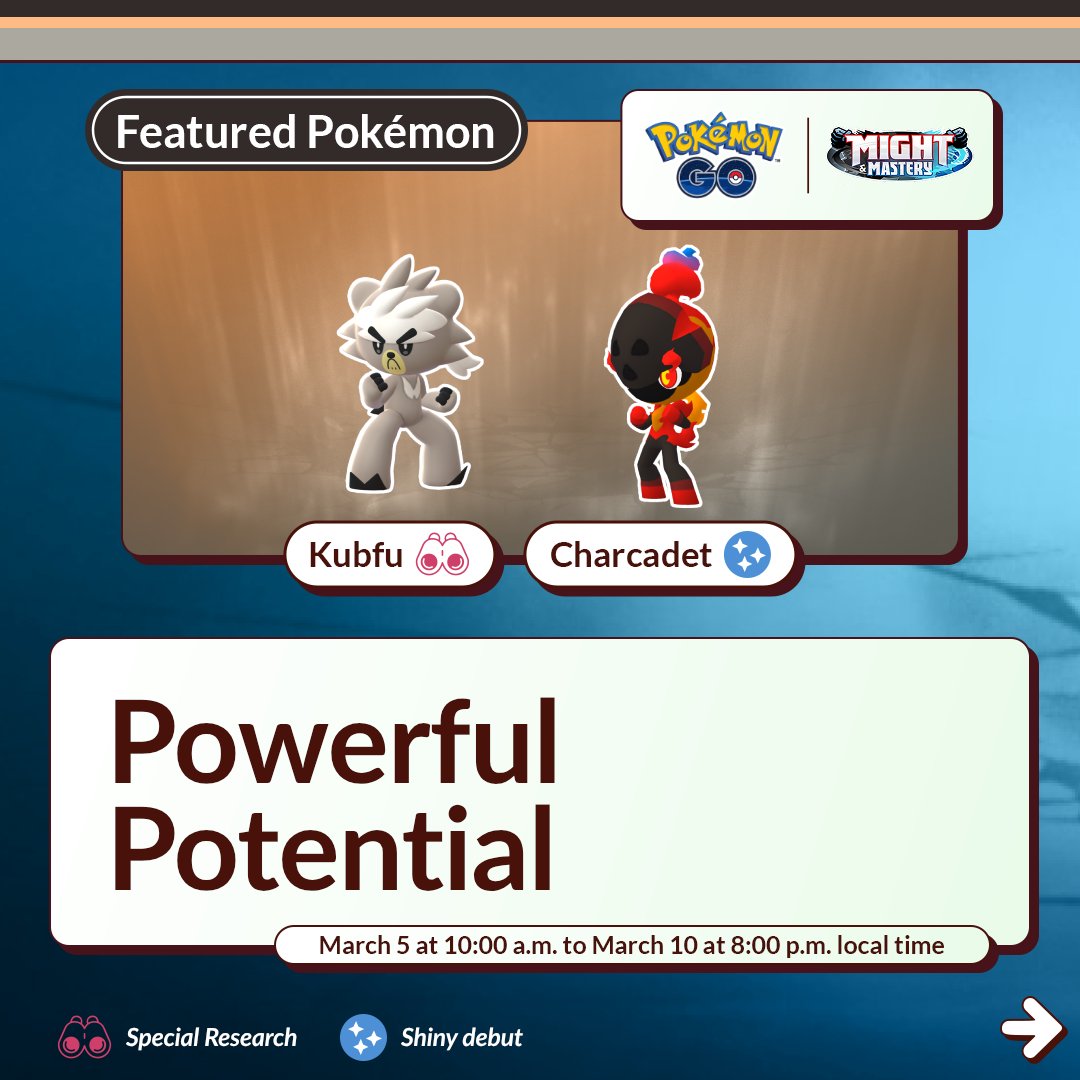 Featured Pokémon
POKÉMON
GO
MIGHT
& MASTERY
Kubfu
Charcadet
Powerful
Potential
March 5 at 10:00 a.m. to March 10 at 8:00 p.m. local time
Special Research
Shiny debut